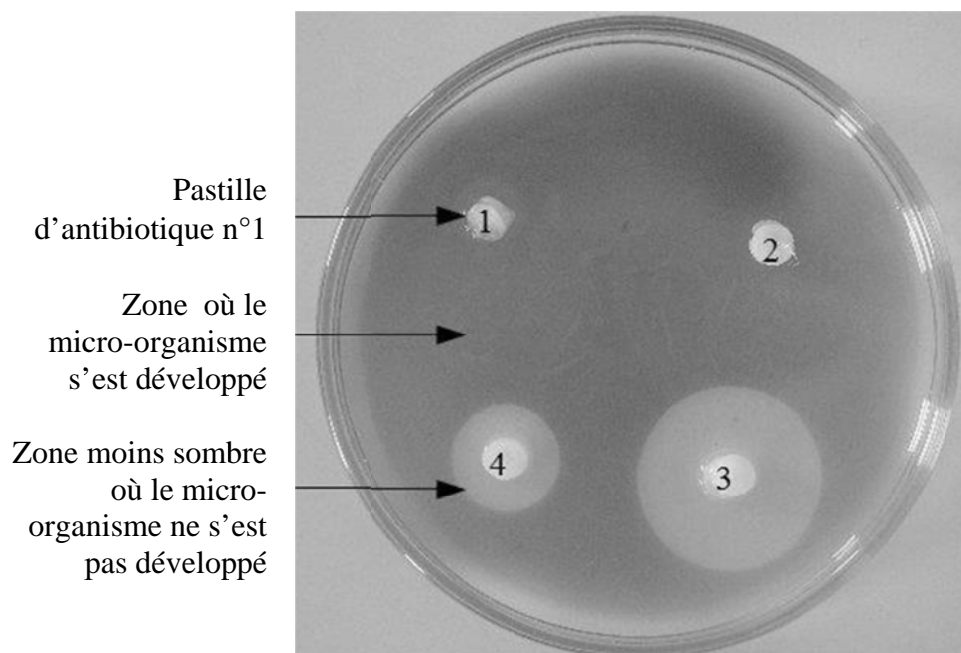 Pastille
d'antibiotique n°1
Zone où le
micro-organisme
s'est développé
Zone moins sombre
où le micro-
organisme ne s'est
pas développé
1
2
4
3